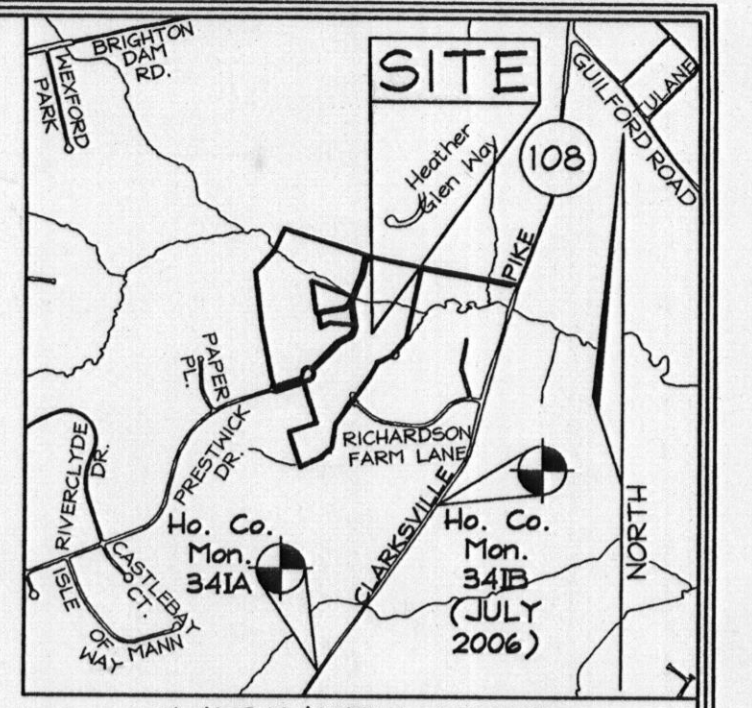 BRIGHTON
DAM
RD.
WEXFORD
PARK
SITE
GUILFORD ROAD
TULANE
Heather
Glen Way
108
PIKE
PAPER
PL.
PRESTWICK
DR.
RICHARDSON
FARM LANE
RIVERCLYDE
DR.
CLARKSVILLE
Ho. Co.
Mon.
34IA
Ho. Co.
Mon.
34IB
(JULY
2006)
NORTH
CASTLEBAY
CT.
ISLE
OF
MANN
WAY